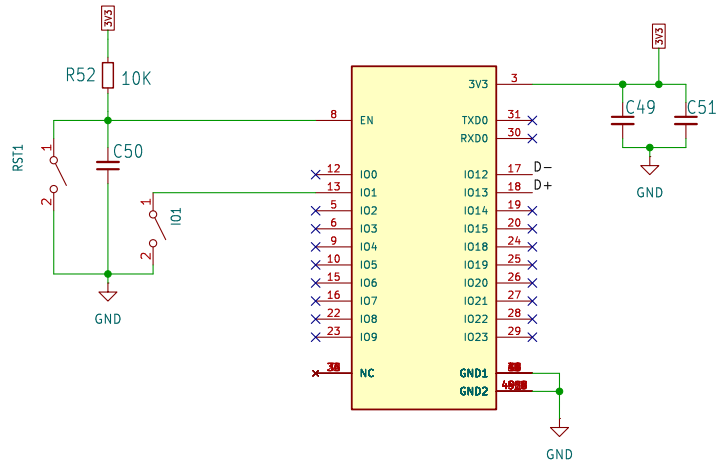 3V3
R52
10K
RST1
1
2
C50
1
2
IO1
GND
8
EN
12
IO0
13
IO1
5
IO2
6
IO3
9
IO4
10
IO5
15
IO6
16
IO7
22
IO8
23
IO9
NC
3V3
3
TXD0
31
RXD0
30
IO12
17
D-
IO13
18
D+
IO14
19
IO15
20
IO18
24
IO19
25
IO20
26
IO21
27
IO22
28
IO23
29
GND1
GND2
GND
3V3
C49
C51
GND